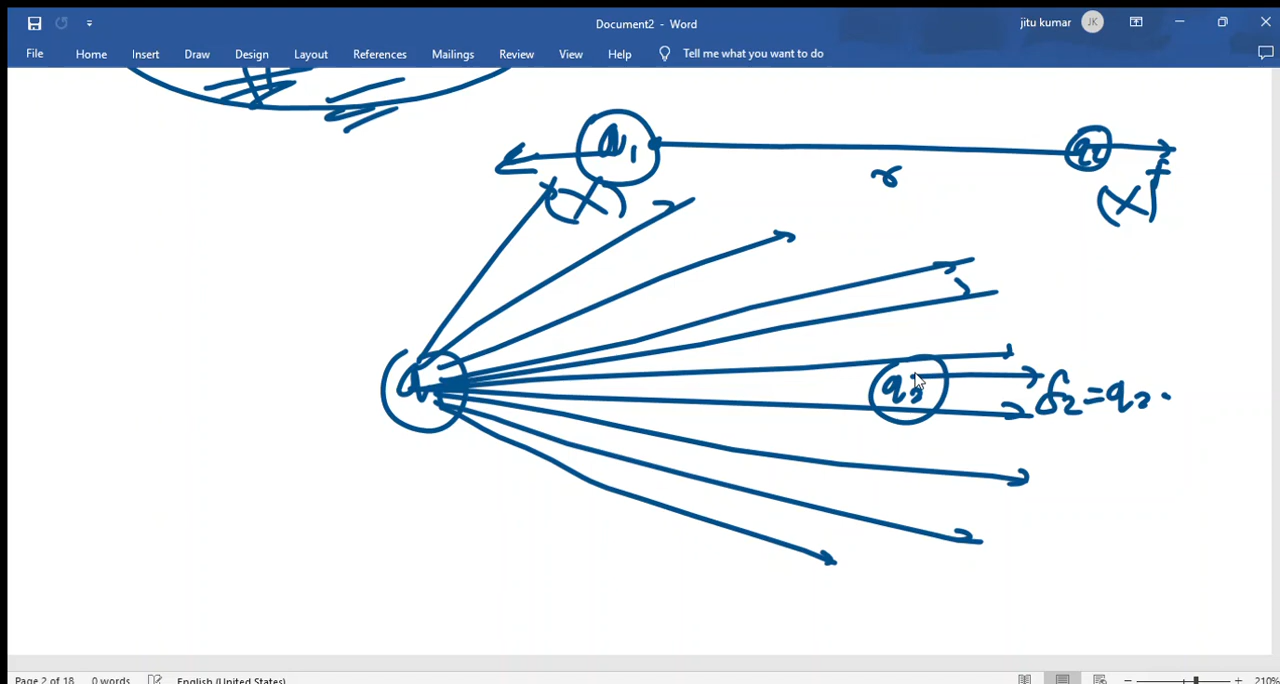 Document2 - Word
jitu kumar
JK
File Home Insert Draw Design Layout References Mailings Review View Help Tell me what you want to do
q₁ q₂
r
f
(X) (X)
q₂ f₂=q₂.
Page 2 of 18 0 words English (United States) 210%